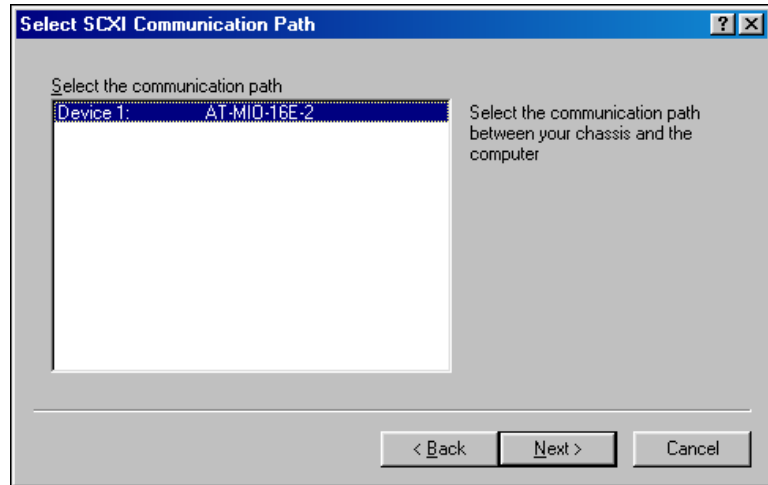 Select SCXI Communication Path
Select the communication path
Device 1: AT-MIO-16E-2
Select the communication path
between your chassis and the
computer
< Back
Next >
Cancel